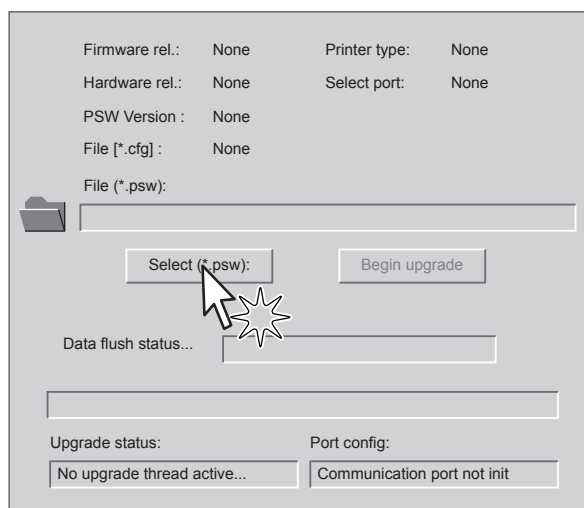 Firmware rel.: None Printer type: None
Hardware rel.: None Select port: None
PSW Version : None
File [*.cfg] : None
File (*.psw):
Select (*.psw): Begin upgrade
Data flush status...
Upgrade status: Port config:
No upgrade thread active... Communication port not init